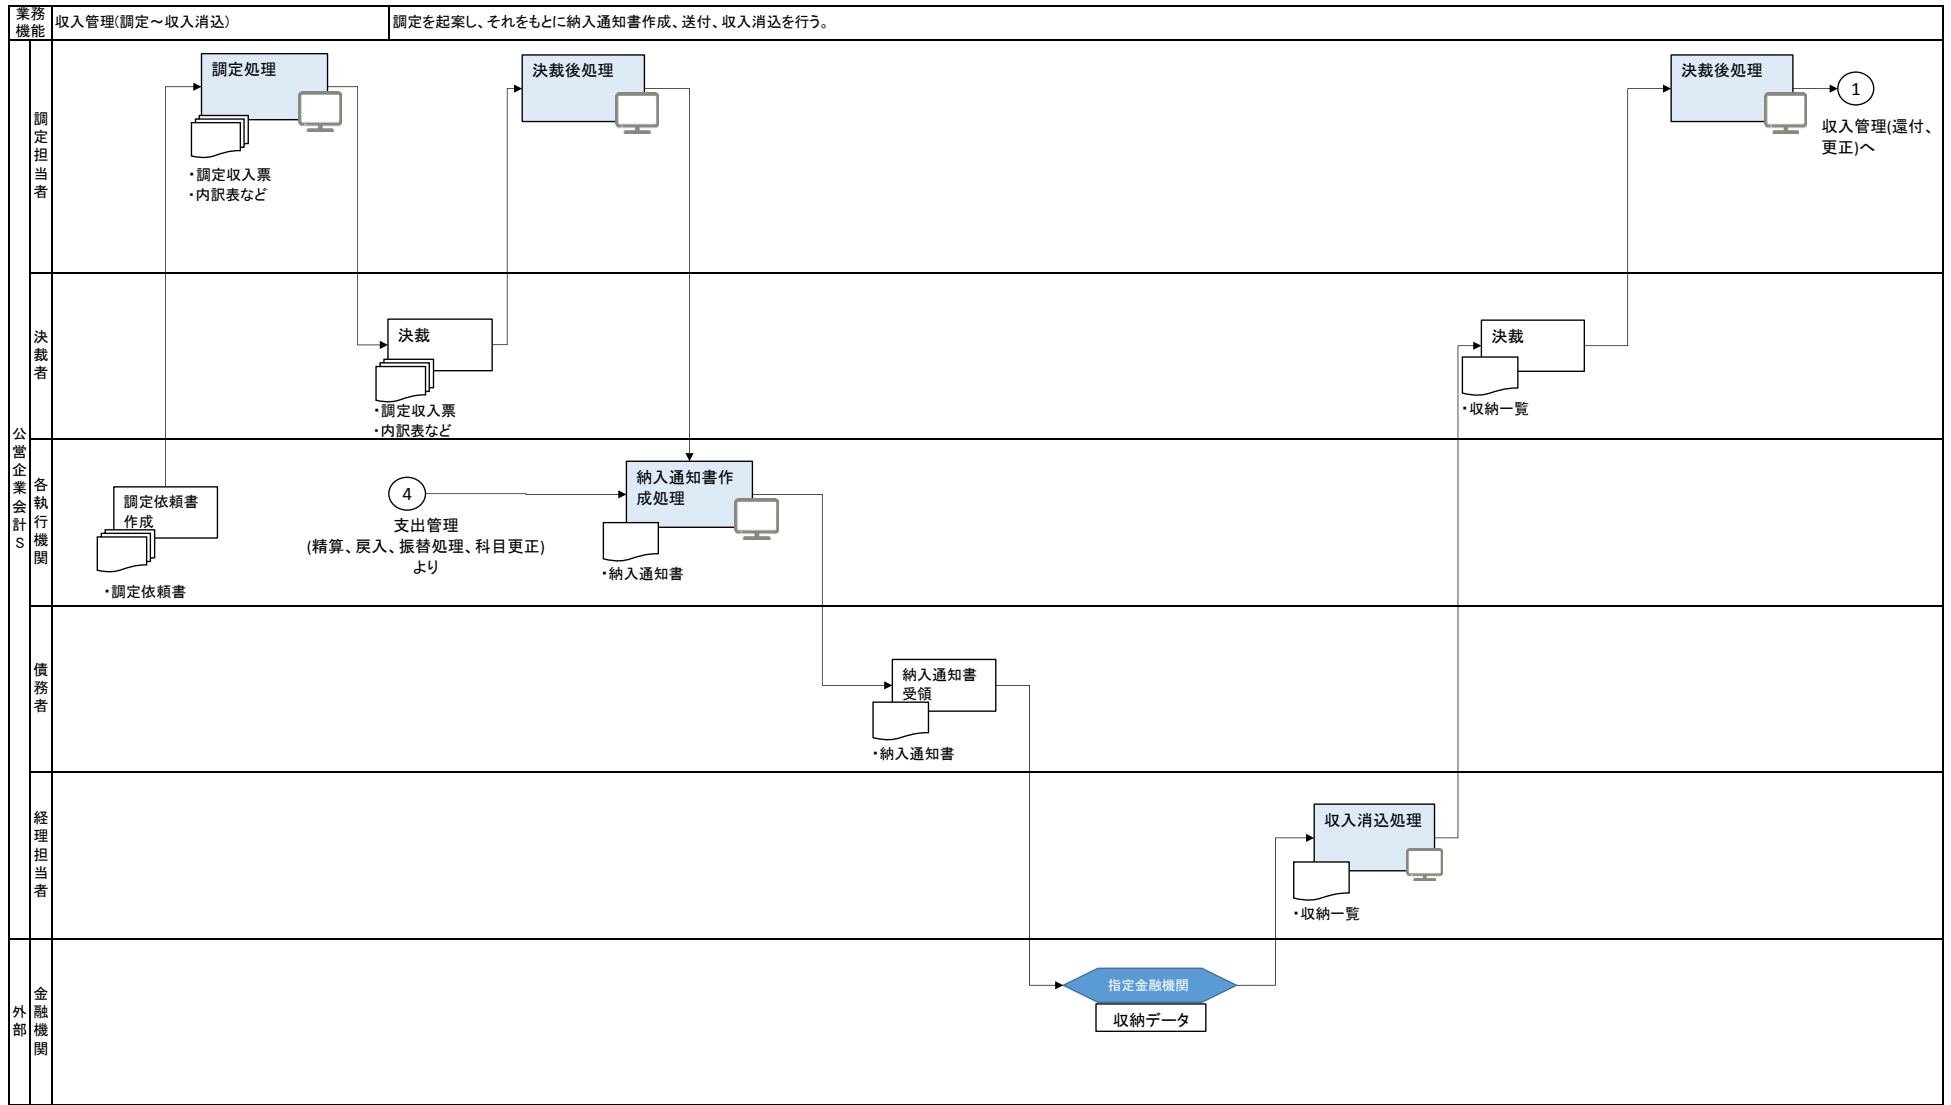 業務
機能
収入管理(調定～収入消込)
調定を起案し、それをもとに納入通知書作成、送付、収入消込を行う。
公営企業会計S
調定担当者
調定処理
・調定収入票
・内訳表など
決裁後処理
決裁後処理
1
収入管理(還付、
更正)へ
決裁者
決裁
・調定収入票
・内訳表など
決裁
・収納一覧
各執行機関
調定依頼書
作成
・調定依頼書
4
支出管理
(精算、戻入、振替処理、科目更正)
より
納入通知書作
成処理
・納入通知書
債務者
納入通知書
受領
・納入通知書
経理担当者
収入消込処理
・収納一覧
外部
金融機関
指定金融機関
収納データ